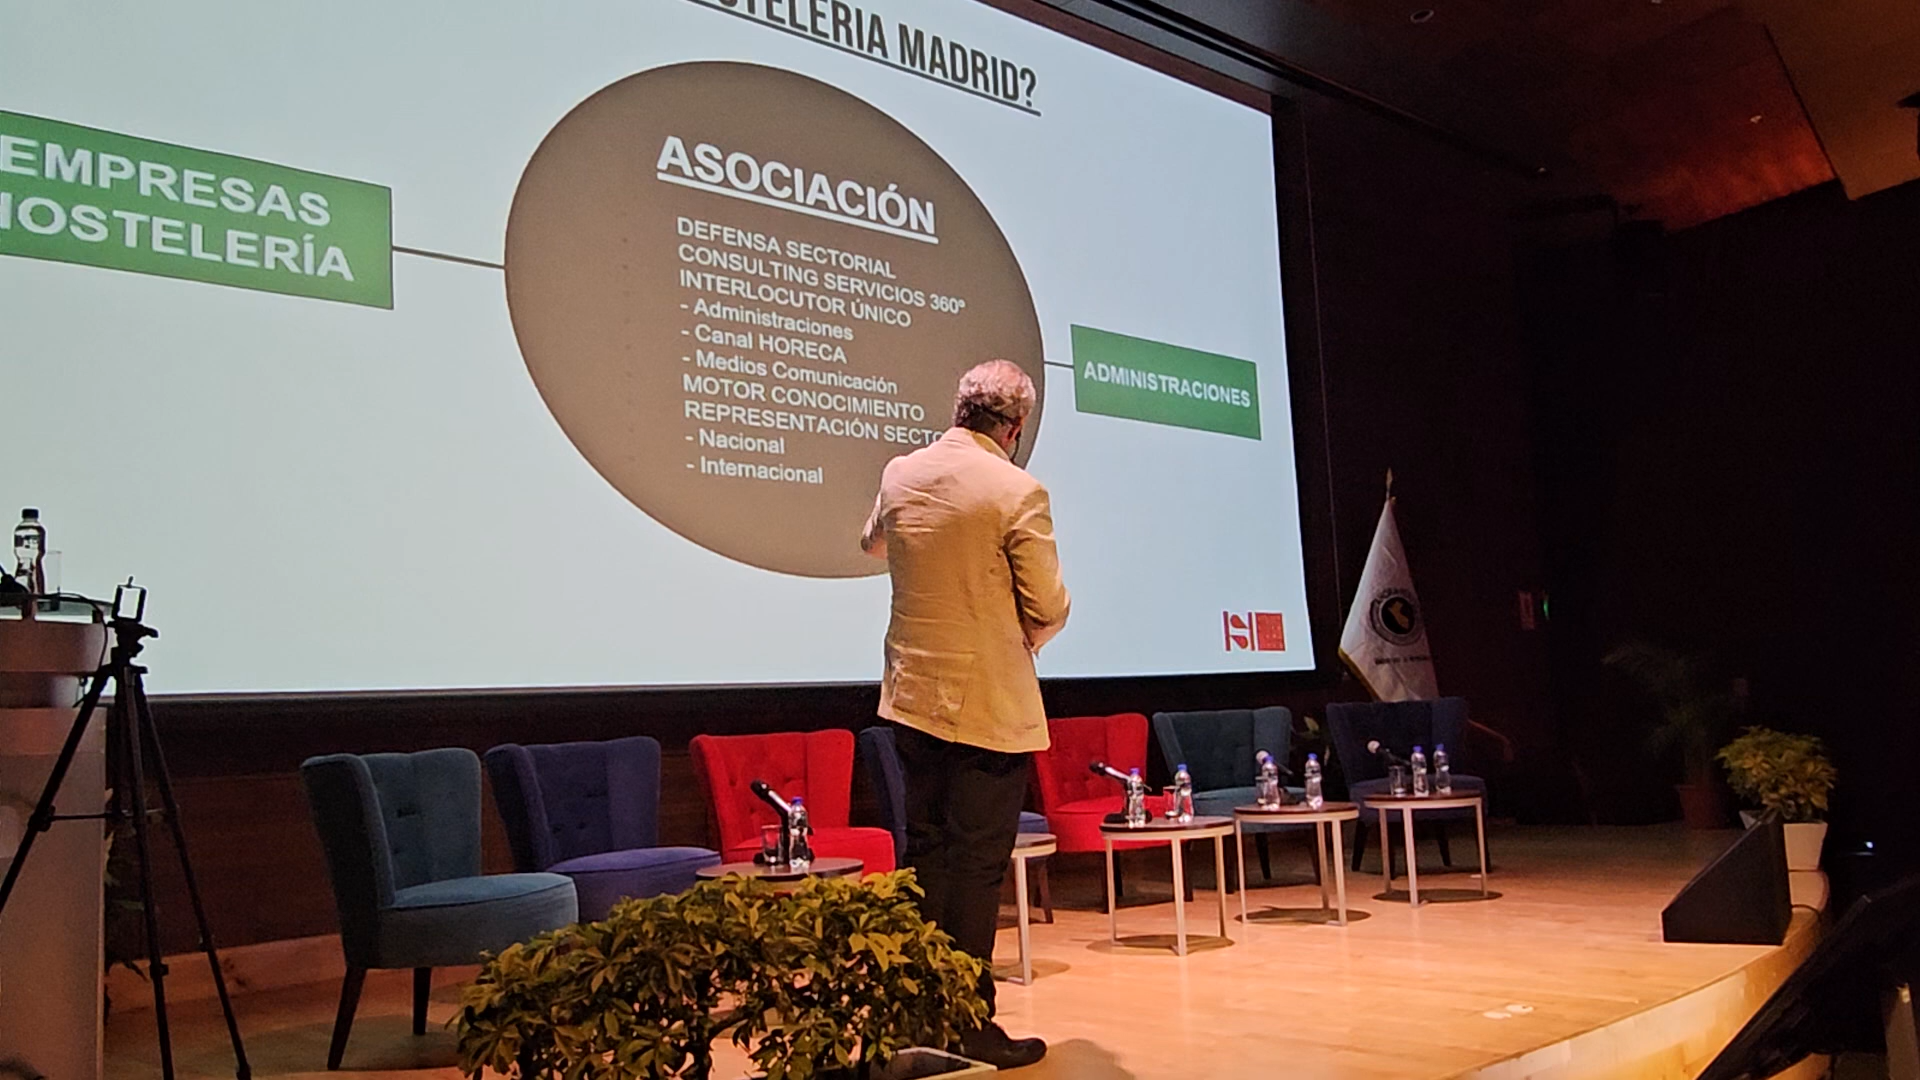 HOSTELERIA MADRID?
EMPRESAS
HOSTELERÍA
ASOCIACIÓN
DEFENSA SECTORIAL
CONSULTING SERVICIOS 360º
INTERLOCUTOR ÚNICO
- Administraciones
- Canal HORECA
- Medios Comunicación
MOTOR CONOCIMIENTO
REPRESENTACIÓN SECTO
- Nacional
- Internacional
ADMINISTRACIONES